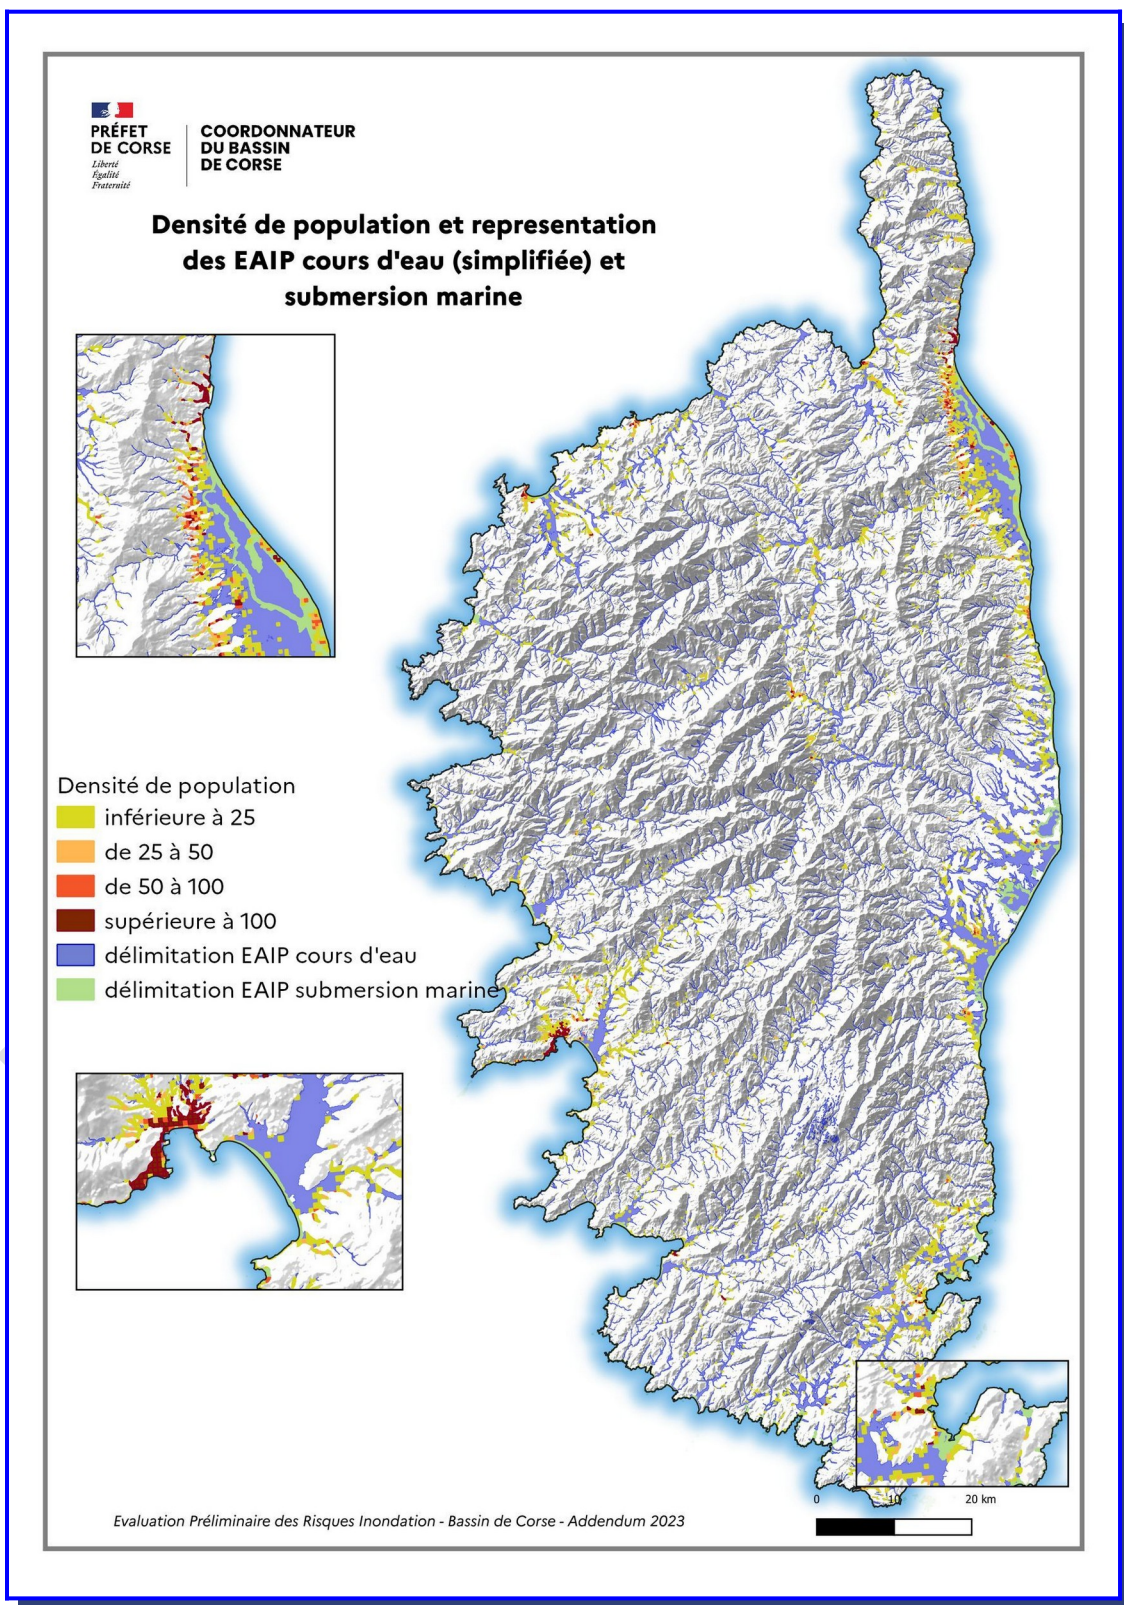 PRÉFET
DE CORSE
Liberté
Égalité
Fraternité
COORDONNATEUR
DU BASSIN
DE CORSE
Densité de population et representation
des EAIP cours d'eau (simplifiée) et
submersion marine
Densité de population
inférieure à 25
de 25 à 50
de 50 à 100
supérieure à 100
délimitation EAIP cours d'eau
délimitation EAIP submersion marine
0 10 20 km
Evaluation Préliminaire des Risques Inondation - Bassin de Corse - Addendum 2023